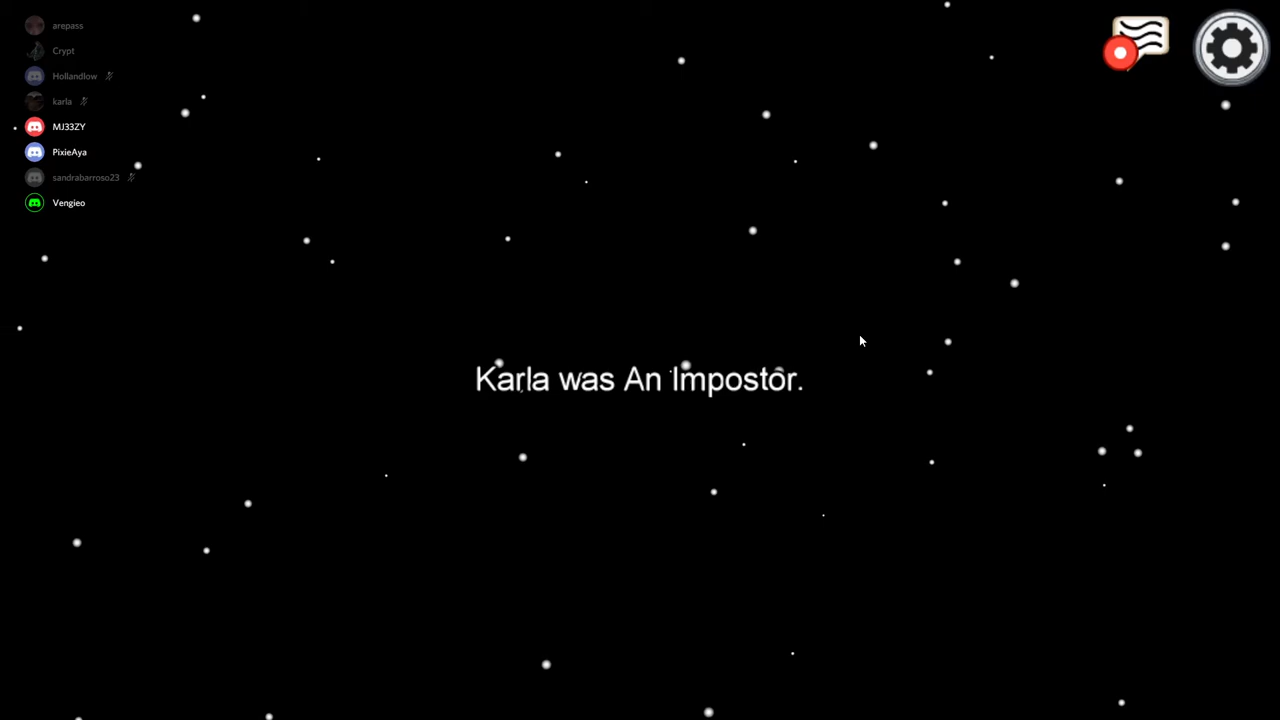 arepass
Crypt
Hollandlow
karla
MJ33ZY
PixieAya
sandrabarroso23
Vengieo
Karla was An Impostor.